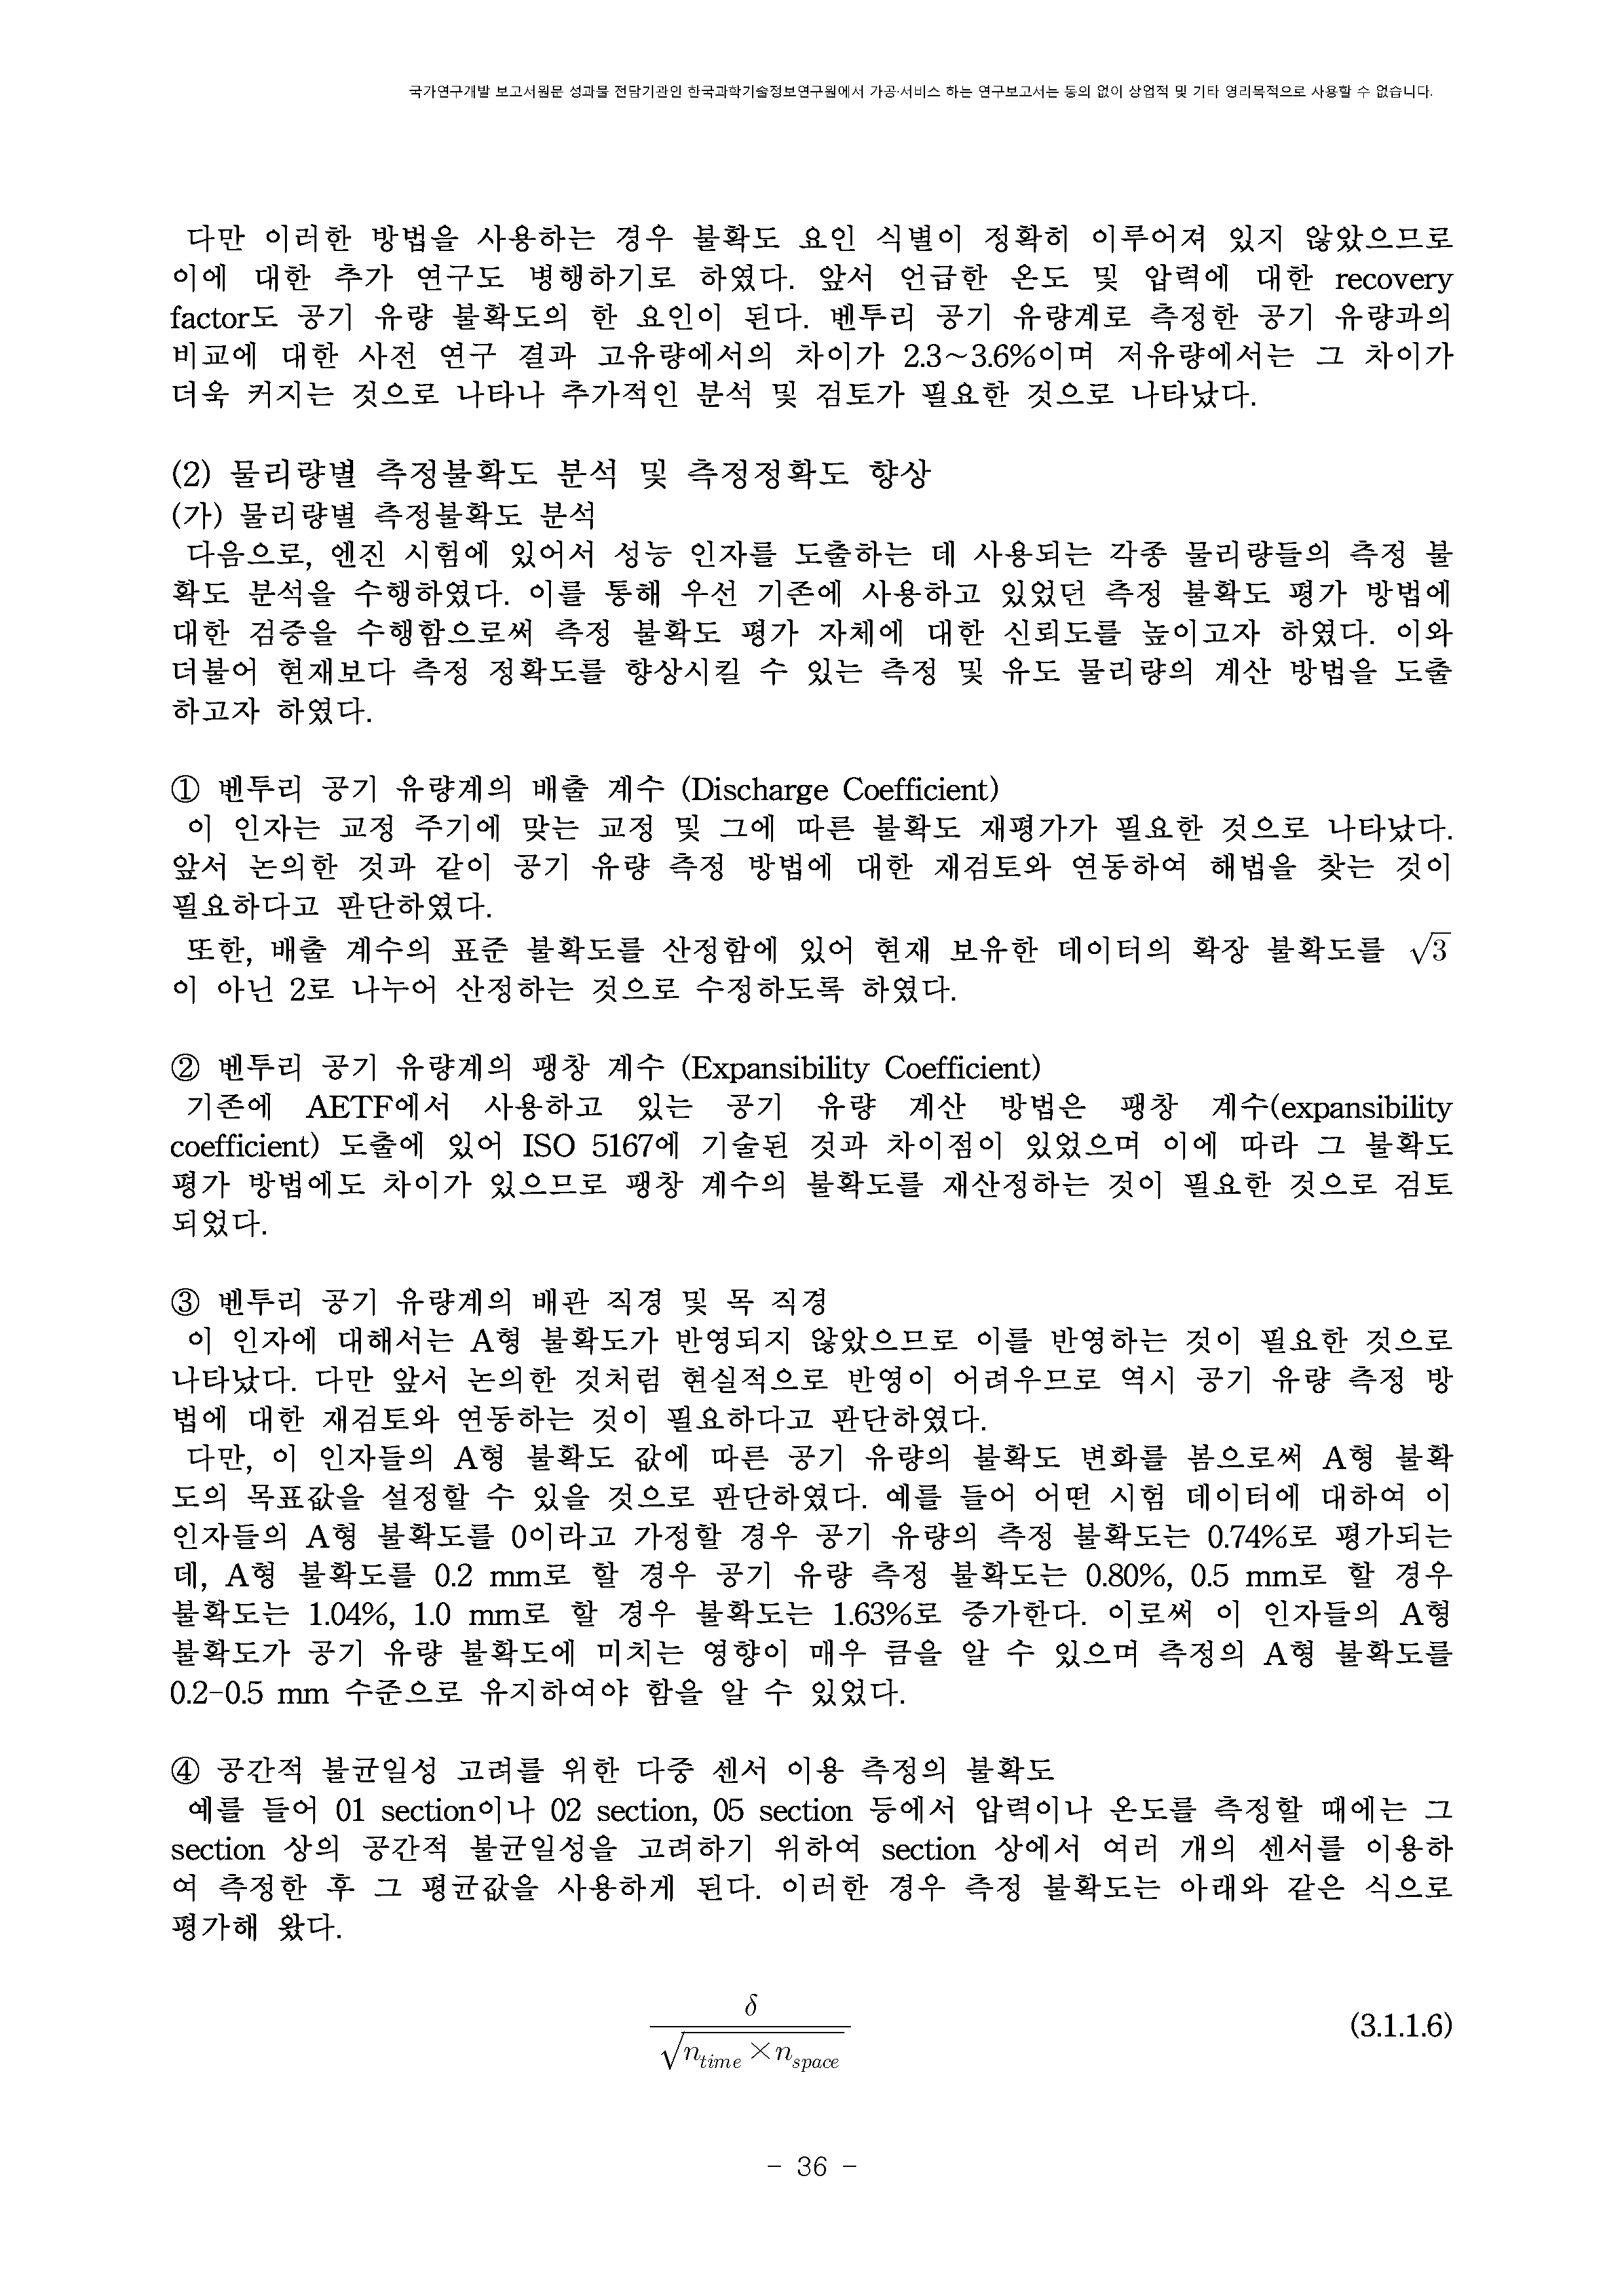 국가연구개발 보고서원문 성과물 전담기관인 한국과학기술정보연구원에서 가공·서비스 하는 연구보고서는 동의 없이 상업적 및 기타 영리목적으로 사용할 수 없습니다.
다만 이러한 방법을 사용하는 경우 불확도 요인 식별이 정확히 이루어져 있지 않았으므로
이에 대한 추가 연구도 병행하기로 하였다. 앞서 언급한 온도 및 압력에 대한 recovery
factor도 공기 유량 불확도의 한 요인이 된다. 벤투리 공기 유량계로 측정한 공기 유량과의
비교에 대한 사전 연구 결과 고유량에서의 차이가 2.3~3.6%이며 저유량에서는 그 차이가
더욱 커지는 것으로 나타나 추가적인 분석 및 검토가 필요한 것으로 나타났다.
(2) 물리량별 측정불확도 분석 및 측정정확도 향상
(가) 물리량별 측정불확도 분석
다음으로, 엔진 시험에 있어서 성능 인자를 도출하는 데 사용되는 각종 물리량들의 측정 불
확도 분석을 수행하였다. 이를 통해 우선 기존에 사용하고 있었던 측정 불확도 평가 방법에
대한 검증을 수행함으로써 측정 불확도 평가 자체에 대한 신뢰도를 높이고자 하였다. 이와
더불어 현재보다 측정 정확도를 향상시킬 수 있는 측정 및 유도 물리량의 계산 방법을 도출
하고자 하였다.
① 벤투리 공기 유량계의 배출 계수 (Discharge Coefficient)
이 인자는 교정 주기에 맞는 교정 및 그에 따른 불확도 재평가가 필요한 것으로 나타났다.
앞서 논의한 것과 같이 공기 유량 측정 방법에 대한 재검토와 연동하여 해법을 찾는 것이
필요하다고 판단하였다.
또한, 배출 계수의 표준 불확도를 산정함에 있어 현재 보유한 데이터의 확장 불확도를 √3
이 아닌 2로 나누어 산정하는 것으로 수정하도록 하였다.
② 벤투리 공기 유량계의 팽창 계수 (Expansibility Coefficient)
기존에 AETF에서 사용하고 있는 공기 유량 계산 방법은 팽창 계수(expansibility
coefficient) 도출에 있어 ISO 5167에 기술된 것과 차이점이 있었으며 이에 따라 그 불확도
평가 방법에도 차이가 있으므로 팽창 계수의 불확도를 재산정하는 것이 필요한 것으로 검토
되었다.
③ 벤투리 공기 유량계의 배관 직경 및 목 직경
이 인자에 대해서는 A형 불확도가 반영되지 않았으므로 이를 반영하는 것이 필요한 것으로
나타났다. 다만 앞서 논의한 것처럼 현실적으로 반영이 어려우므로 역시 공기 유량 측정 방
법에 대한 재검토와 연동하는 것이 필요하다고 판단하였다.
다만, 이 인자들의 A형 불확도 값에 따른 공기 유량의 불확도 변화를 봄으로써 A형 불확
도의 목표값을 설정할 수 있을 것으로 판단하였다. 예를 들어 어떤 시험 데이터에 대하여 이
인자들의 A형 불확도를 0이라고 가정할 경우 공기 유량의 측정 불확도는 0.74%로 평가되는
데, A형 불확도를 0.2 mm로 할 경우 공기 유량 측정 불확도는 0.80%, 0.5 mm로 할 경우
불확도는 1.04%, 1.0 mm로 할 경우 불확도는 1.63%로 증가한다. 이로써 이 인자들의 A형
불확도가 공기 유량 불확도에 미치는 영향이 매우 큼을 알 수 있으며 측정의 A형 불확도를
0.2-0.5 mm 수준으로 유지하여야 함을 알 수 있었다.
④ 공간적 불균일성 고려를 위한 다중 센서 이용 측정의 불확도
예를 들어 01 section이나 02 section, 05 section 등에서 압력이나 온도를 측정할 때에는 그
section 상의 공간적 불균일성을 고려하기 위하여 section 상에서 여러 개의 센서를 이용하
여 측정한 후 그 평균값을 사용하게 된다. 이러한 경우 측정 불확도는 아래와 같은 식으로
평가해 왔다.
δ
√n_time × n_space (3.1.1.6)
- 36 -